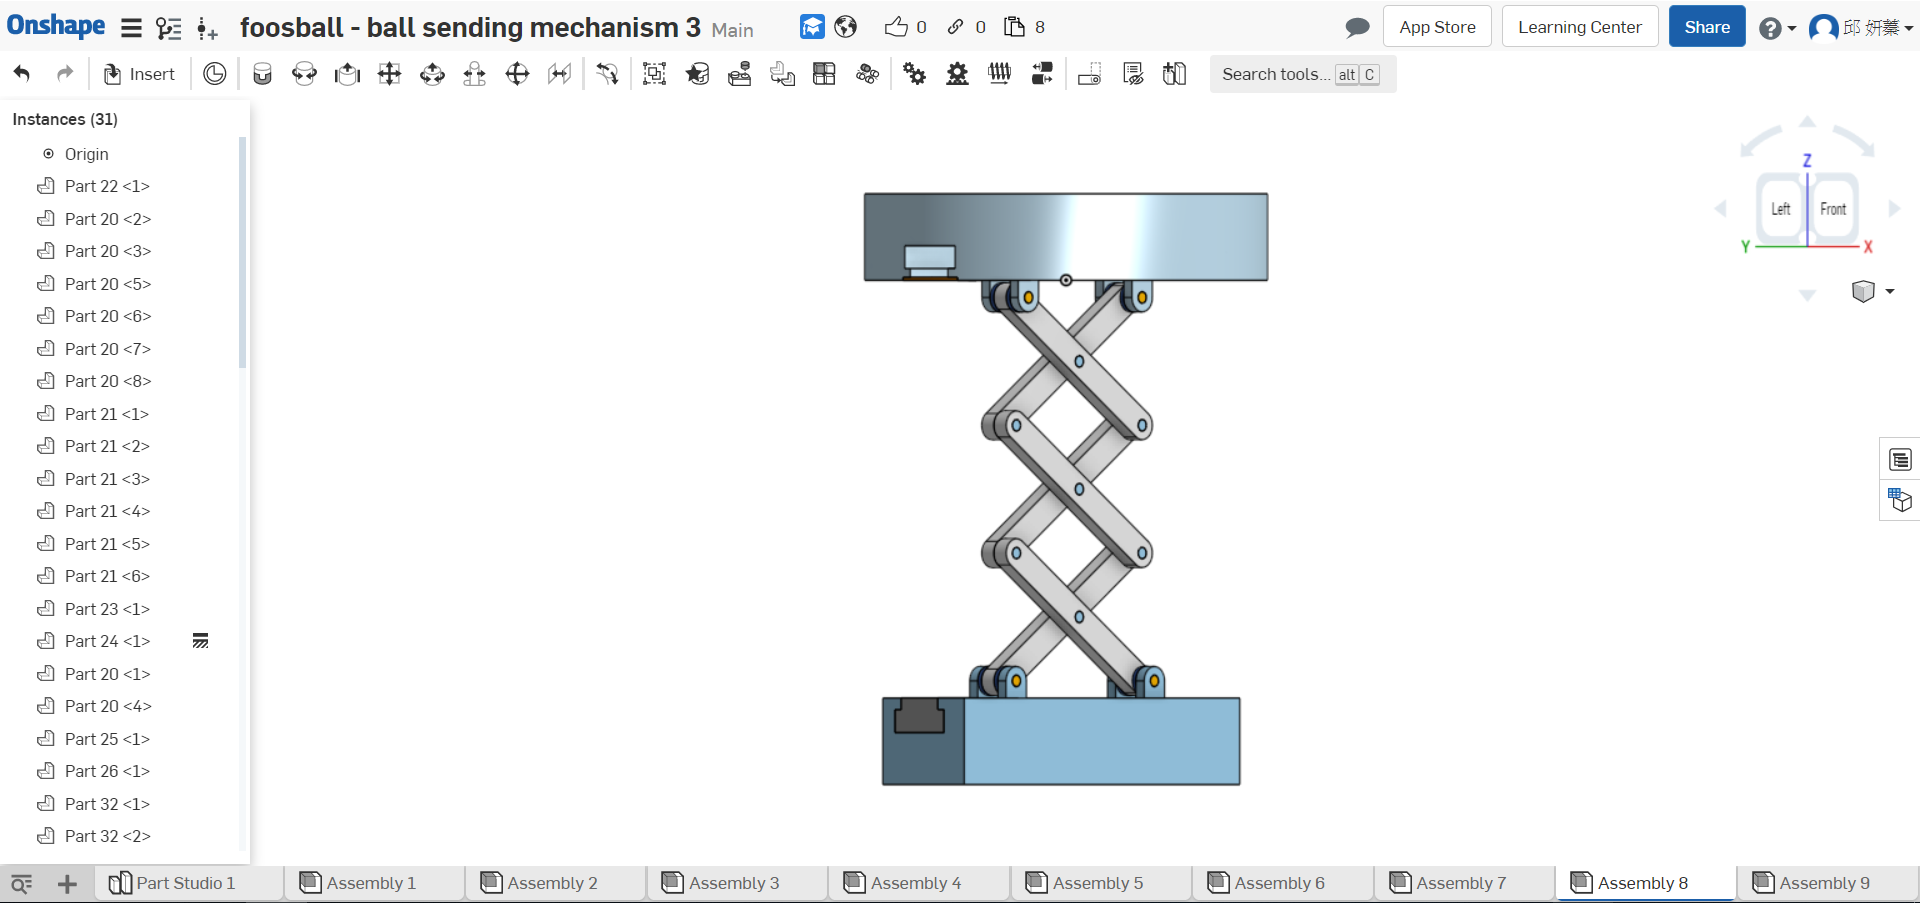 Onshape foosball - ball sending mechanism 3 Main 0 0 8 App Store Learning Center Share 邱 妍蓁
Insert Search tools... alt C
Instances (31)
Origin
Part 22 <1>
Part 20 <2>
Part 20 <3>
Part 20 <5>
Part 20 <6>
Part 20 <7>
Part 20 <8>
Part 21 <1>
Part 21 <2>
Part 21 <3>
Part 21 <4>
Part 21 <5>
Part 21 <6>
Part 23 <1>
Part 24 <1>
Part 20 <1>
Part 20 <4>
Part 25 <1>
Part 26 <1>
Part 32 <1>
Part 32 <2>
Z
Left Front
Y X
Part Studio 1 Assembly 1 Assembly 2 Assembly 3 Assembly 4 Assembly 5 Assembly 6 Assembly 7 Assembly 8 Assembly 9